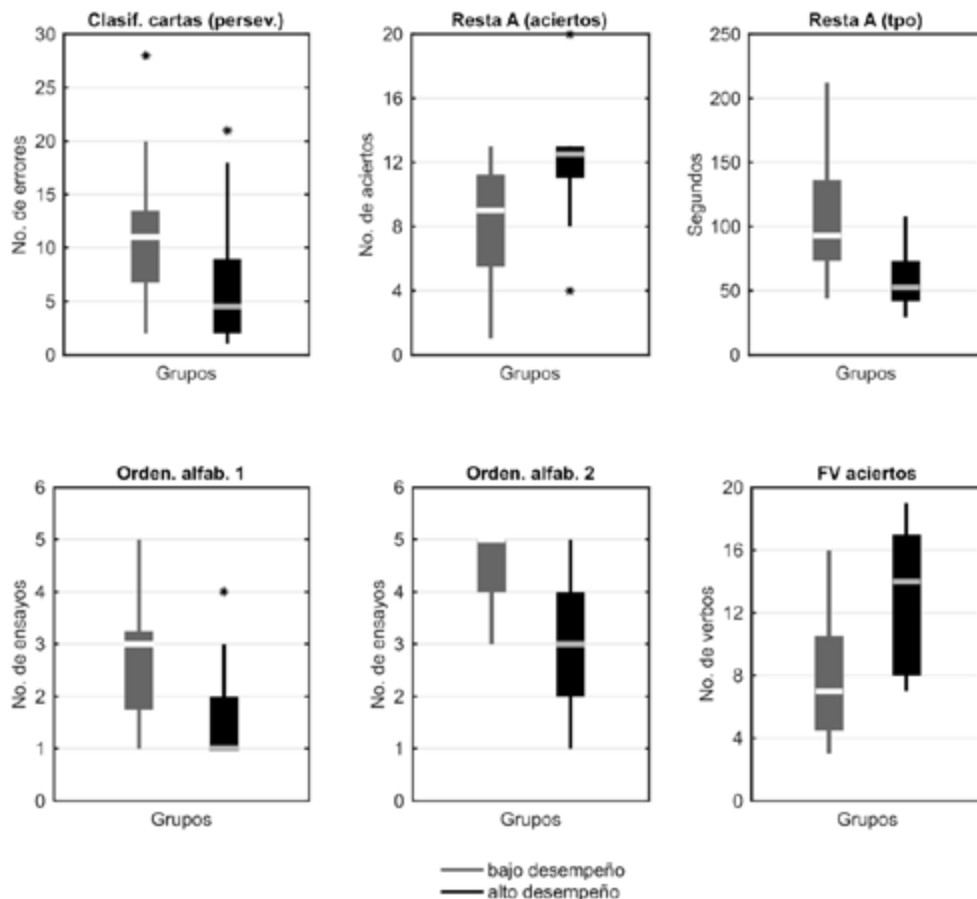 Clasif. cartas (persev.)
30
25
20
15
10
5
0
No. de errores
Grupos
Resta A (aciertos)
20
16
12
8
4
0
No. de aciertos
Grupos
Resta A (tpo)
250
200
150
100
50
0
Segundos
Grupos
Orden. alfab. 1
6
5
4
3
2
1
0
No. de ensayos
Grupos
Orden. alfab. 2
6
5
4
3
2
1
0
No. de ensayos
Grupos
FV aciertos
20
16
12
8
4
0
No. de verbos
Grupos
bajo desempeño
alto desempeño